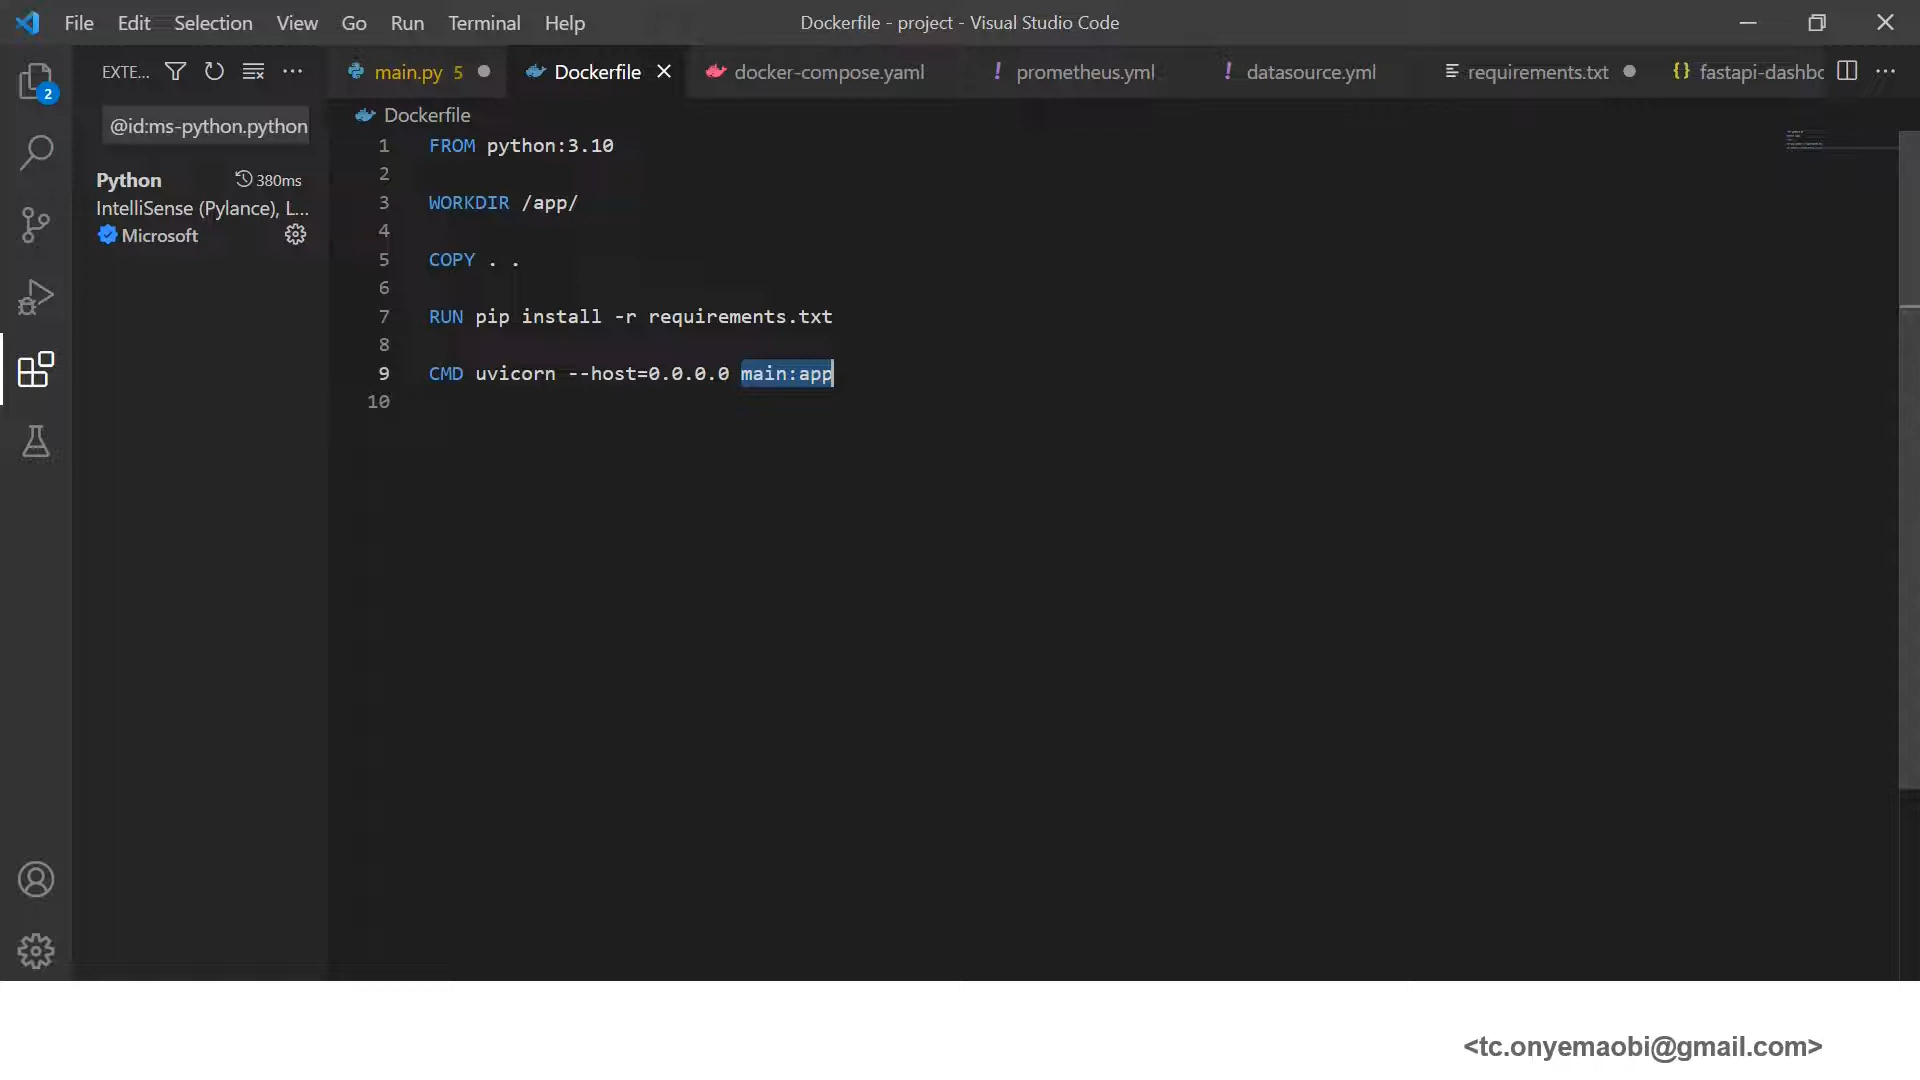 File Edit Selection View Go Run Terminal Help
Dockerfile - project - Visual Studio Code
EXTE...
main.py 5
Dockerfile
docker-compose.yaml
! prometheus.yml
! datasource.yml
requirements.txt
{} fastapi-dashbo
2
@id:ms-python.python
Python 380ms
IntelliSense (Pylance), L...
Microsoft
Dockerfile
1 FROM python:3.10
2
3 WORKDIR /app/
4
5 COPY . .
6
7 RUN pip install -r requirements.txt
8
9 CMD uvicorn --host=0.0.0.0 main:app
10
<tc.onyemaobi@gmail.com>